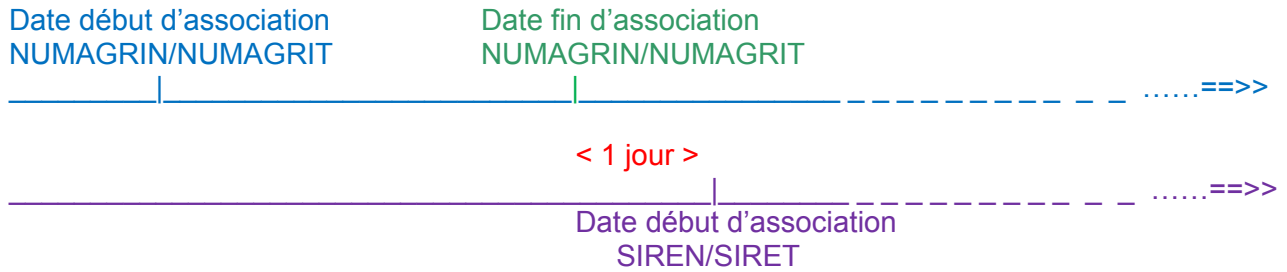 Date début d’association Date fin d’association
NUMAGRIN/NUMAGRIT NUMAGRIN/NUMAGRIT
……==>>
< 1 jour >
……==>>
Date début d’association
SIREN/SIRET